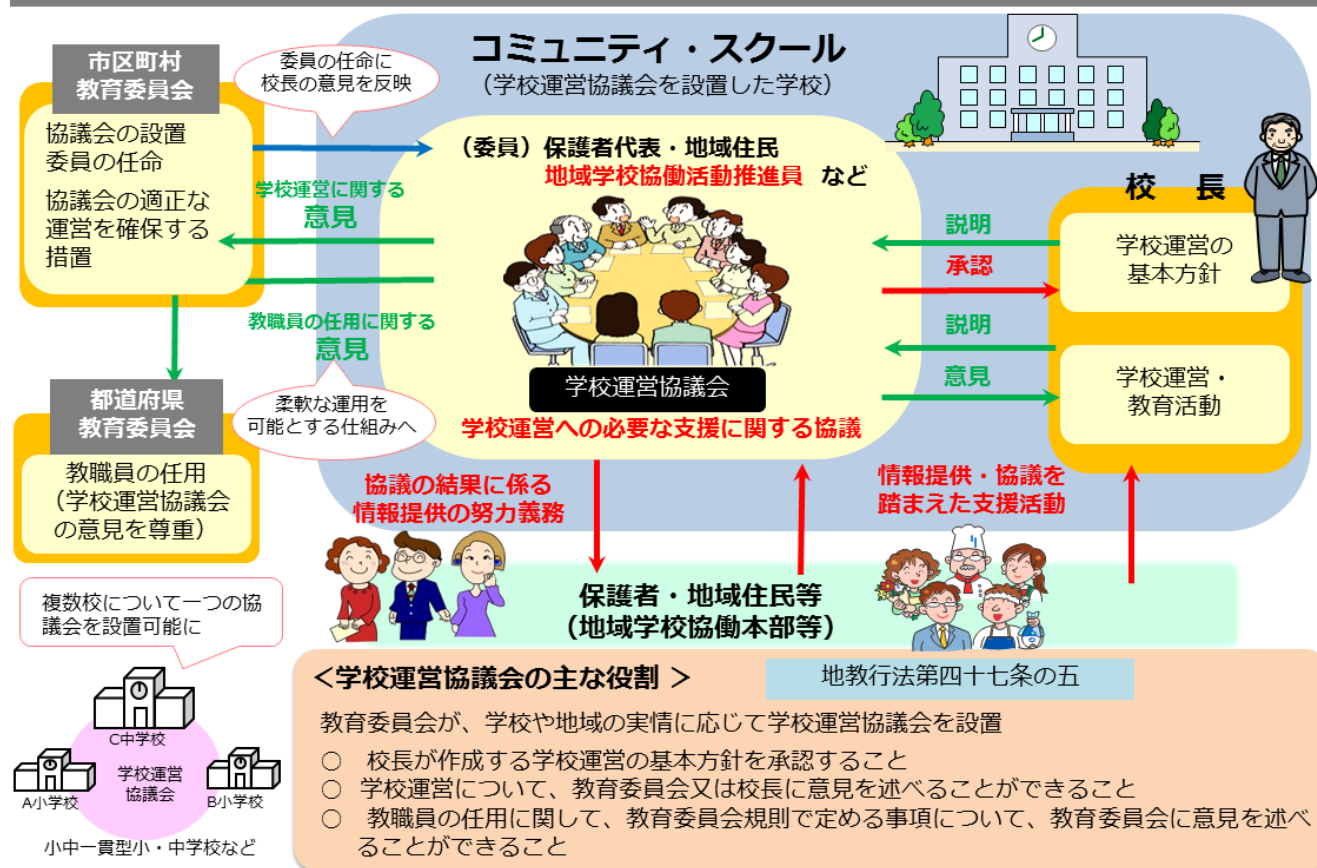 コミュニティ・スクール
（学校運営協議会を設置した学校）
市区町村
教育委員会
協議会の設置
委員の任命
協議会の適正な
運営を確保する
措置
委員の任命に
校長の意見を反映
学校運営に関する
意見
教職員の任用に関する
意見
柔軟な運用を
可能とする仕組みへ
都道府県
教育委員会
教職員の任用
（学校運営協議会
の意見を尊重）
（委員）保護者代表・地域住民
地域学校協働活動推進員 など
学校運営協議会
学校運営への必要な支援に関する協議
校 長
説明
承認
学校運営の
基本方針
説明
意見
学校運営・
教育活動
協議の結果に係る
情報提供の努力義務
情報提供・協議を
踏まえた支援活動
保護者・地域住民等
（地域学校協働本部等）
複数校について一つの協
議会を設置可能に
C中学校
A小学校
学校運営
協議会
B小学校
小中一貫型小・中学校など
＜学校運営協議会の主な役割 ＞
地教行法第四十七条の五
教育委員会が、学校や地域の実情に応じて学校運営協議会を設置
○ 校長が作成する学校運営の基本方針を承認すること
○ 学校運営について、教育委員会又は校長に意見を述べることができること
○ 教職員の任用に関して、教育委員会規則で定める事項について、教育委員会に意見を述べ
ることができること